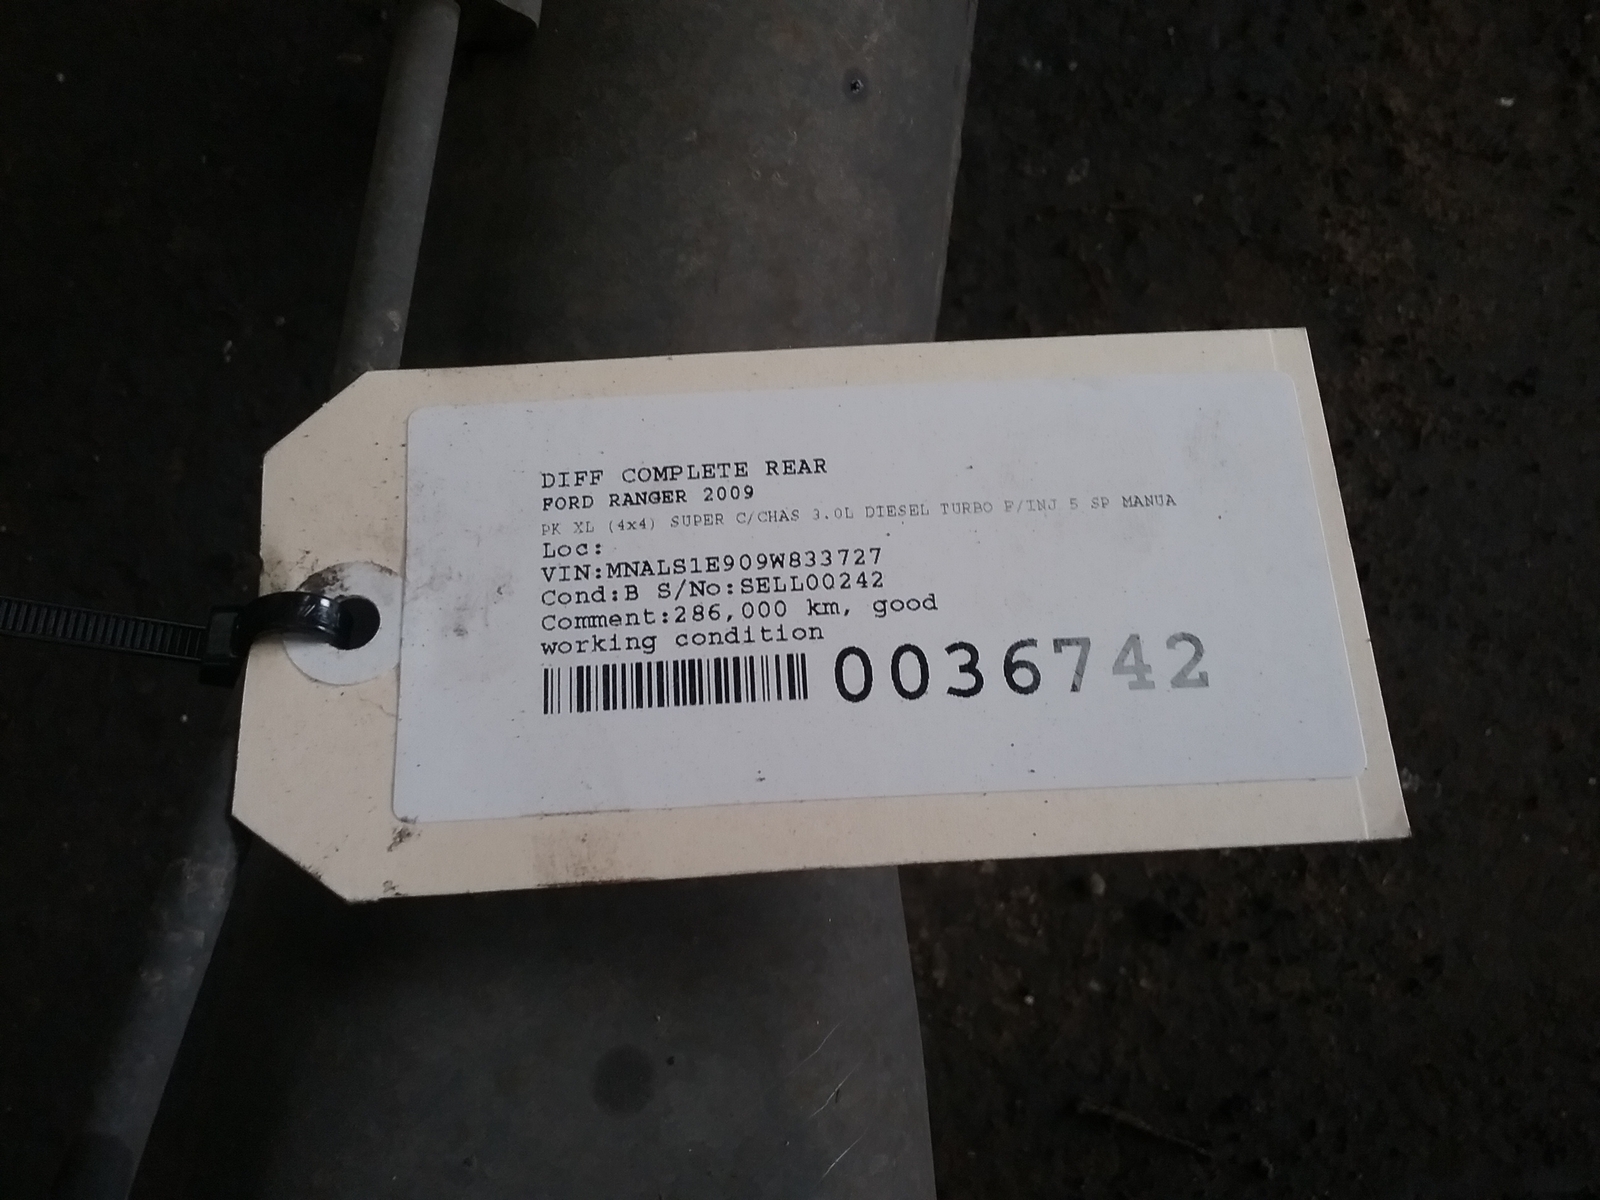 DIFF COMPLETE REAR
FORD RANGER 2009
PK XL (4x4) SUPER C/CHAS 3.0L DIESEL TURBO F/INJ 5 SP MANUA
Loc:
VIN:MNALS1E909W833727
Cond:B S/No:SELL00242
Comment:286,000 km, good
working condition
0036742